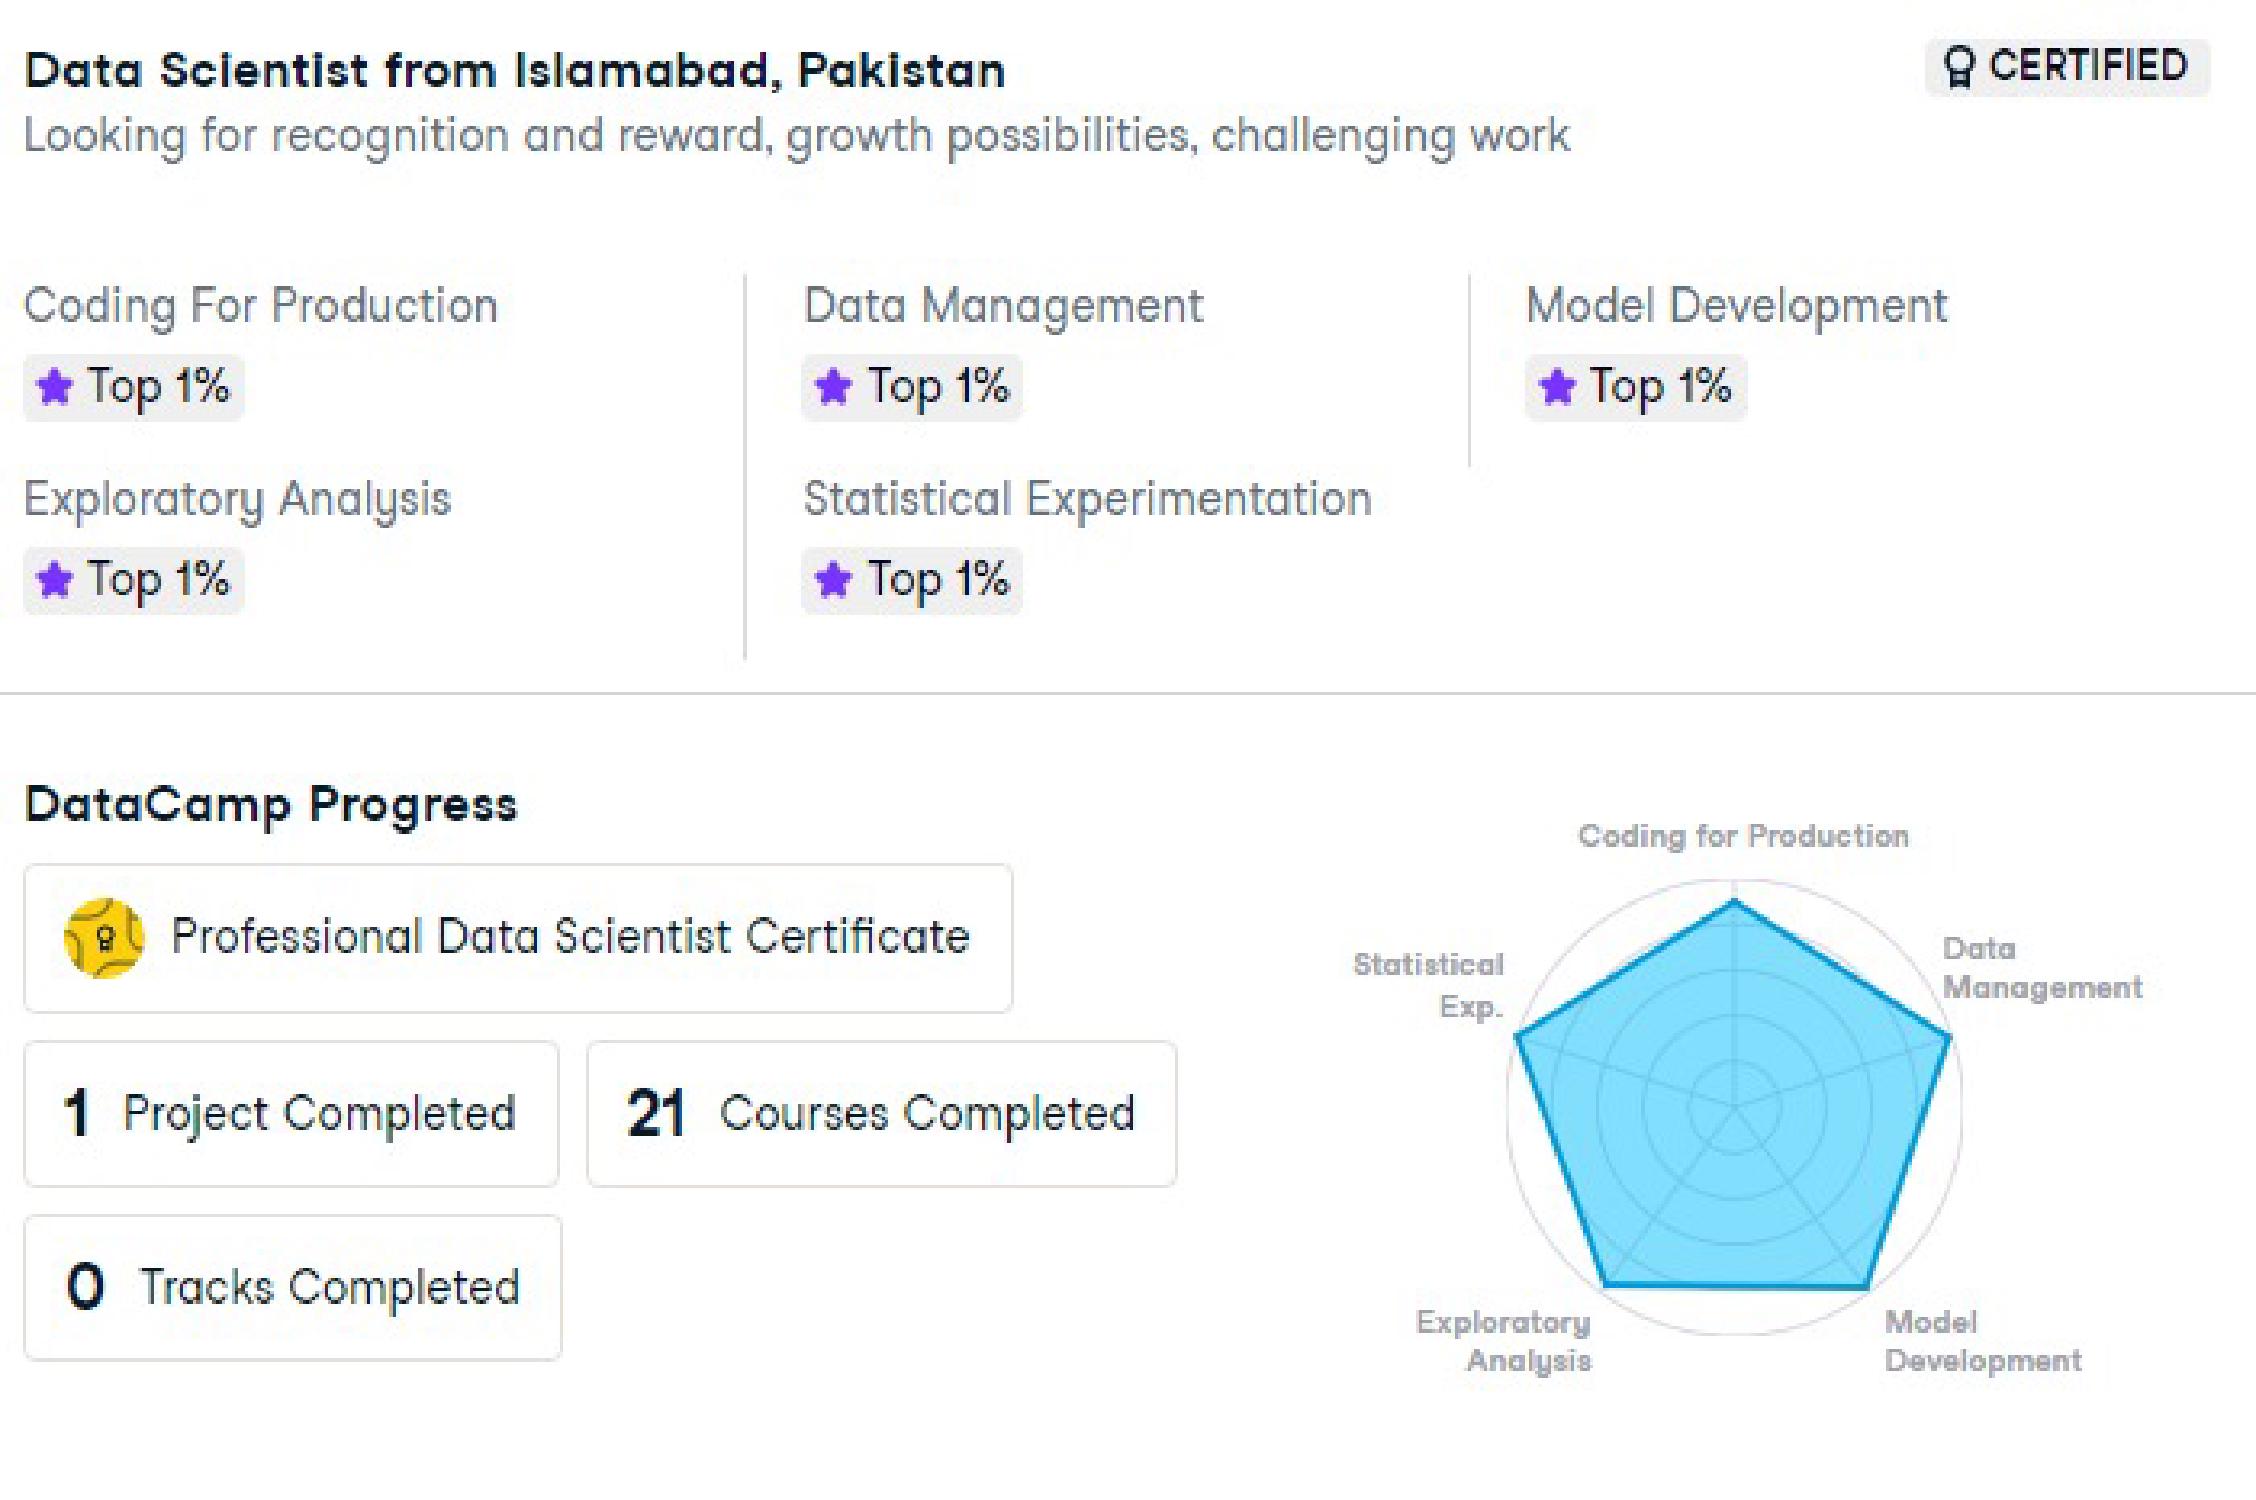 Data Scientist from Islamabad, Pakistan
CERTIFIED
Looking for recognition and reward, growth possibilities, challenging work
Coding For Production
Top 1%
Data Management
Top 1%
Model Development
Top 1%
Exploratory Analysis
Top 1%
Statistical Experimentation
Top 1%
DataCamp Progress
Professional Data Scientist Certificate
1 Project Completed
21 Courses Completed
0 Tracks Completed
Coding for Production
Statistical
Exp.
Data
Management
Exploratory
Analysis
Model
Development